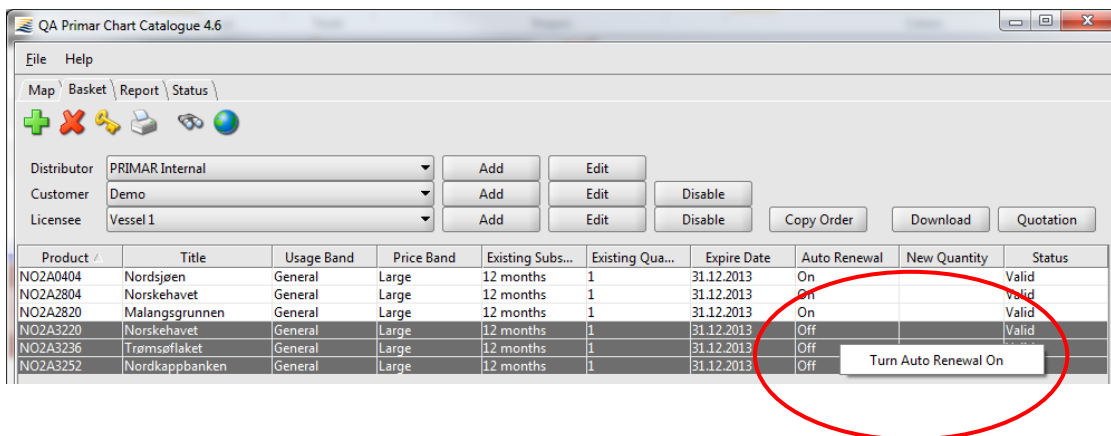 QA Primar Chart Catalogue 4.6
File Help
Map Basket Report Status
Distributor PRIMAR Internal Add Edit
Customer Demo Add Edit Disable
Licensee Vessel 1 Add Edit Disable Copy Order Download Quotation
Product Title Usage Band Price Band Existing Subs... Existing Qua... Expire Date Auto Renewal New Quantity Status
NO2A0404 Nordsjøen General Large 12 months 1 31.12.2013 On Valid
NO2A2804 Norskehavet General Large 12 months 1 31.12.2013 On Valid
NO2A2820 Malangsgrunnen General Large 12 months 1 31.12.2013 On Valid
NO2A3220 Norskehavet General Large 12 months 1 31.12.2013 Off Valid
NO2A3236 Trømsøflaket General Large 12 months 1 31.12.2013 Off
NO2A3252 Nordkappbanken General Large 12 months 1 31.12.2013 Off
Turn Auto Renewal On